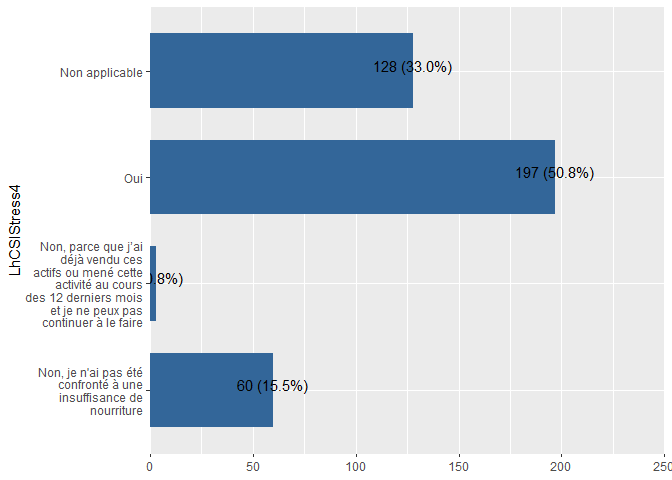 LhCSIStress4
Non applicable
128 (33.0%)
Oui
197 (50.8%)
Non, parce que j'ai
déjà vendu ces
actifs ou mené cette
activité au cours
des 12 derniers mois
et je ne peux pas
continuer à le faire
.8%)
Non, je n'ai pas été
confronté à une
insuffisance de
nourriture
60 (15.5%)
0 50 100 150 200 250